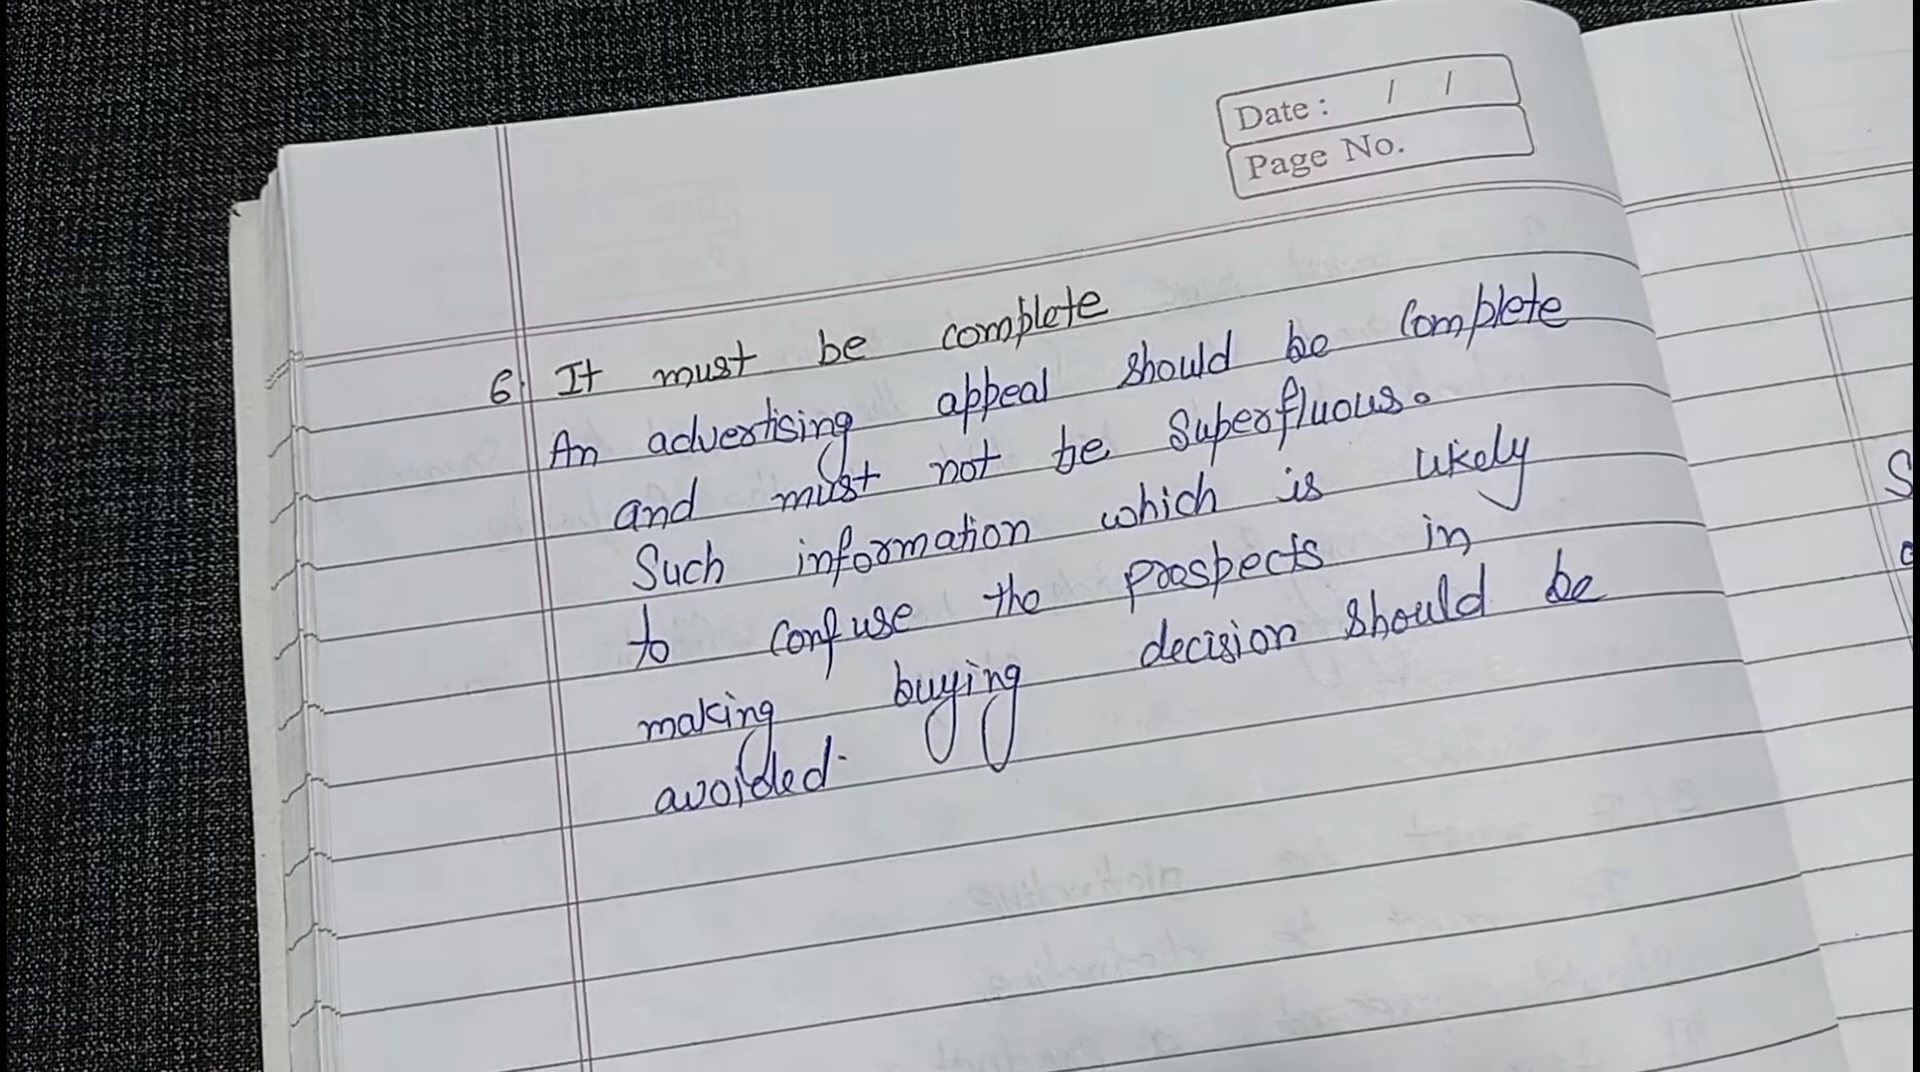 Date : / /
Page No.
6. It must be complete
An advertising appeal should be complete
and must not be superfluous.
Such information which is likely
to confuse the prospects in
making buying decision should be
avoided.
S